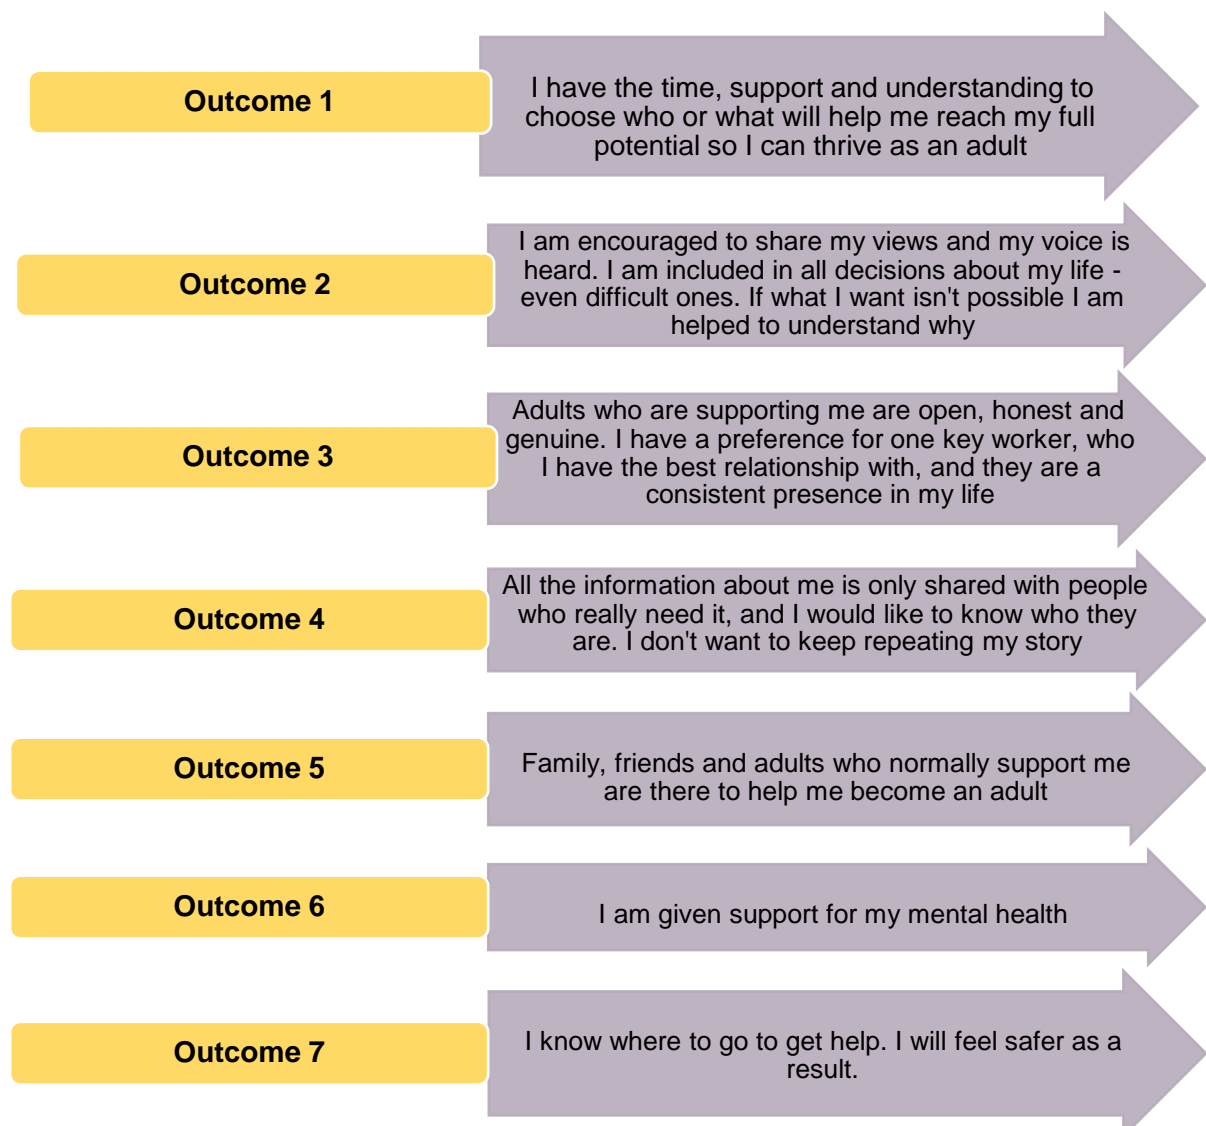 Outcome 1
I have the time, support and understanding to
choose who or what will help me reach my full
potential so I can thrive as an adult
Outcome 2
I am encouraged to share my views and my voice is
heard. I am included in all decisions about my life -
even difficult ones. If what I want isn't possible I am
helped to understand why
Outcome 3
Adults who are supporting me are open, honest and
genuine. I have a preference for one key worker, who
I have the best relationship with, and they are a
consistent presence in my life
Outcome 4
All the information about me is only shared with people
who really need it, and I would like to know who they
are. I don't want to keep repeating my story
Outcome 5
Family, friends and adults who normally support me
are there to help me become an adult
Outcome 6
I am given support for my mental health
Outcome 7
I know where to go to get help. I will feel safer as a
result.